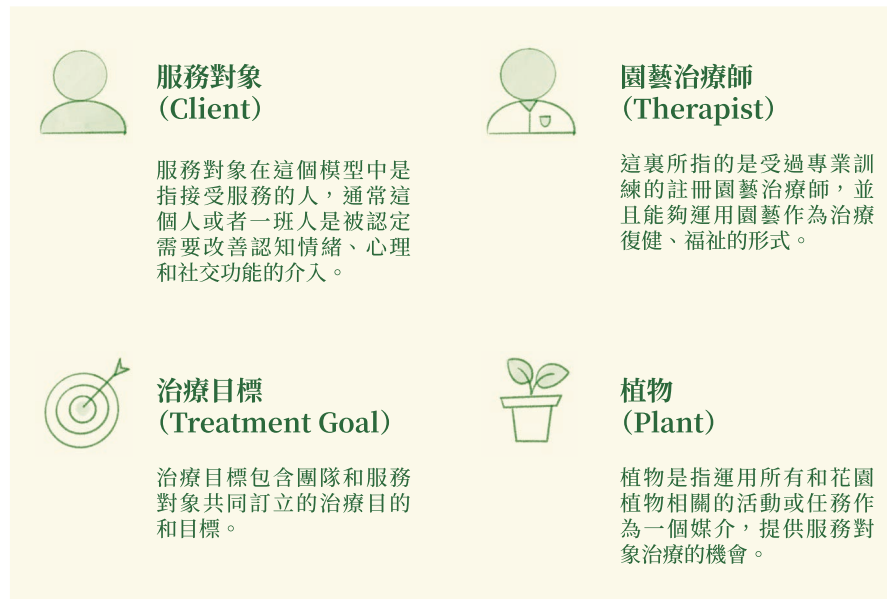 服務對象
（Client）
服務對象在這個模型中是
指接受服務的人，通常這
個人或者一班人是被認定
需要改善認知情緒、心理
和社交功能的介入。
園藝治療師
（Therapist）
這裏所指的是受過專業訓
練的註冊園藝治療師，並
且能夠運用園藝作為治療
復健、福祉的形式。
治療目標
（Treatment Goal）
治療目標包含團隊和服務
對象共同訂立的治療目的
和目標。
植物
（Plant）
植物是指運用所有和花園
植物相關的活動或任務作
為一個媒介，提供服務對
象治療的機會。